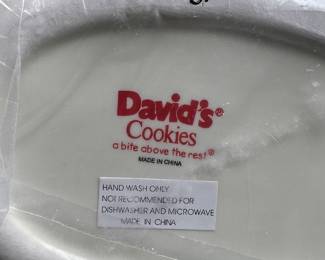 David's®
Cookies
a bite above the rest®
MADE IN CHINA
HAND WASH ONLY
NOT RECOMMENDED FOR
DISHWASHER AND MICROWAVE
MADE IN CHINA